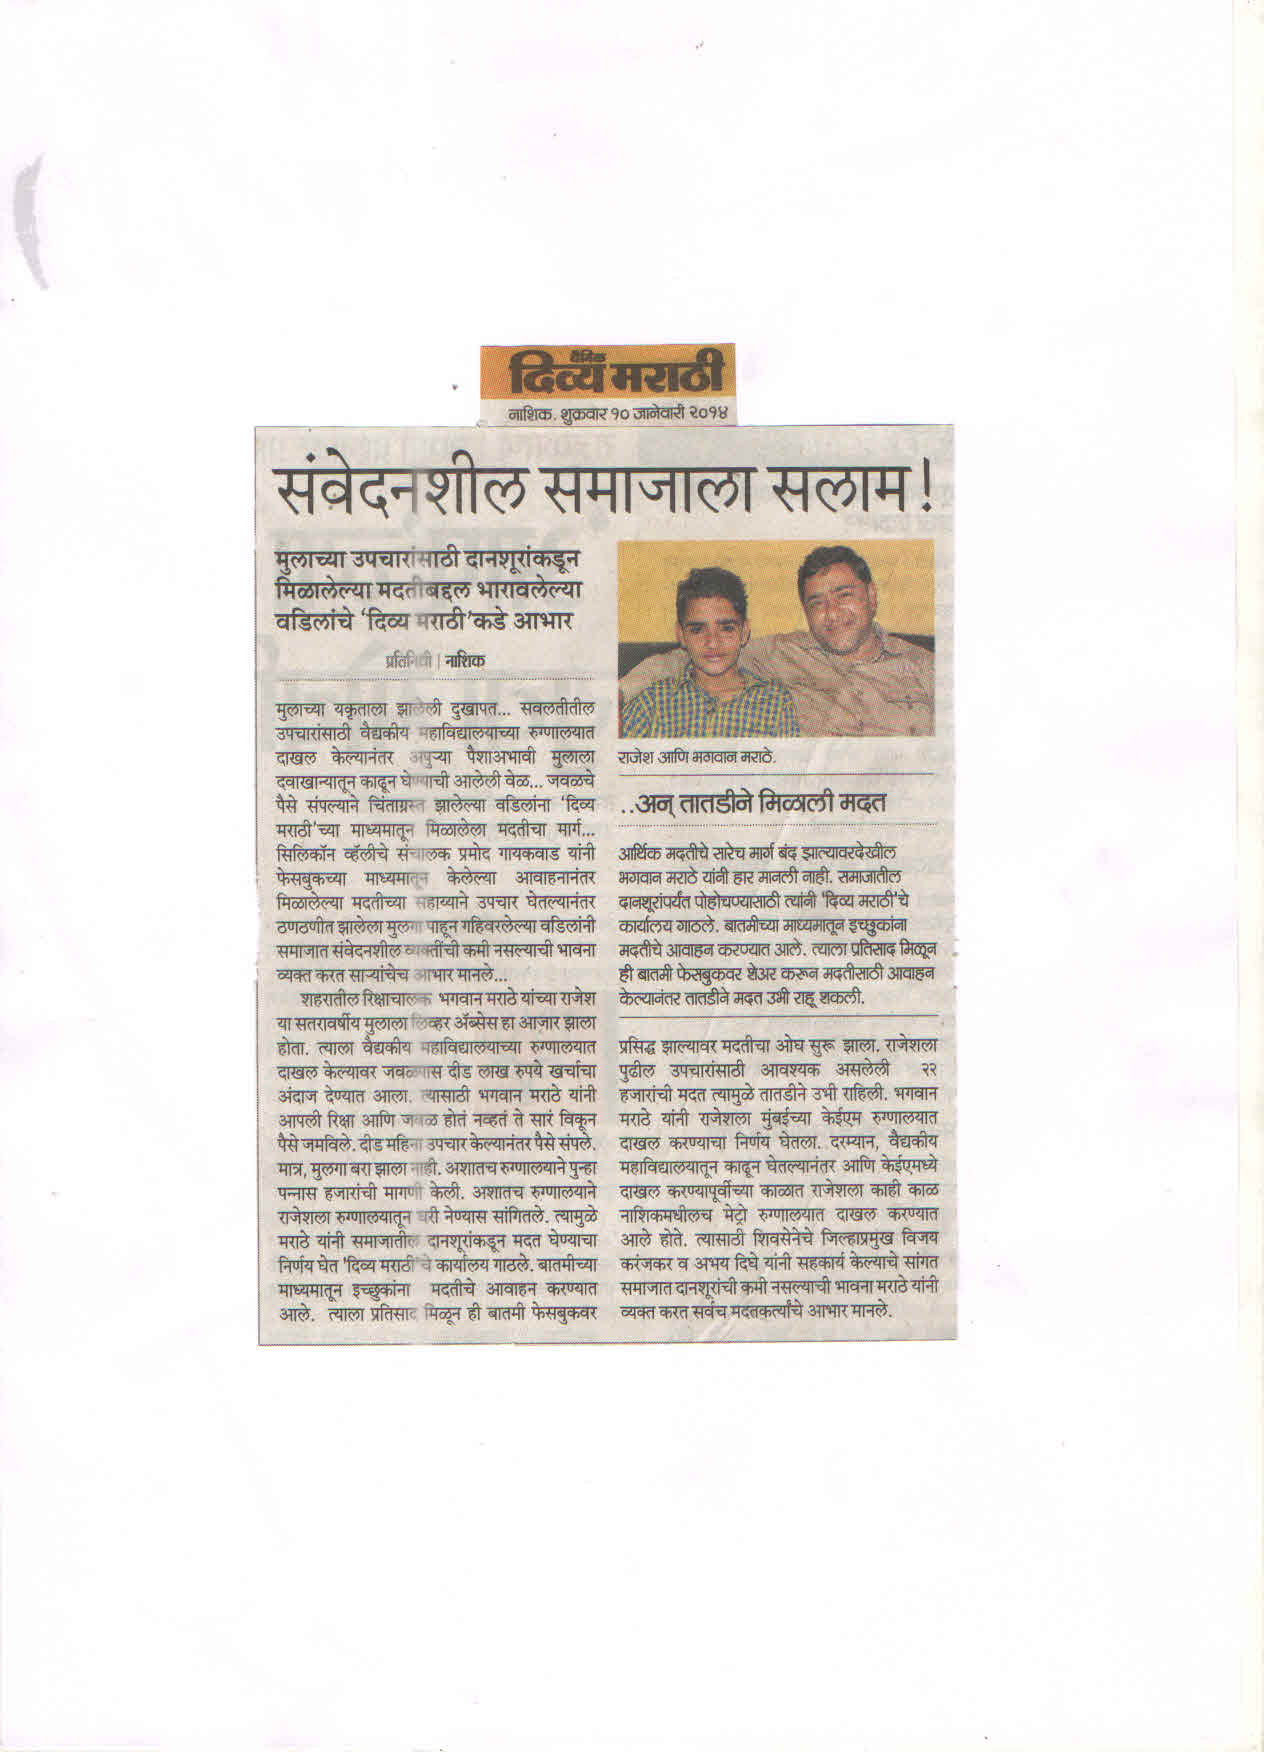 दैनिक
दिव्य मराठी
नाशिक. शुक्रवार १० जानेवारी २०१४
संवेदनशील समाजाला सलाम!
मुलाच्या उपचारांसाठी दानशूरांकडून
मिळालेल्या मदतीबद्दल भारावलेल्या
वडिलांचे ‘दिव्य मराठी’कडे आभार
प्रतिनिधी | नाशिक
मुलाच्या यकृताला झालेली दुखापत... सवलतीतील
उपचारांसाठी वैद्यकीय महाविद्यालयाच्या रुग्णालयात
दाखल केल्यानंतर अपुऱ्या पैशाअभावी मुलाला
दवाखान्यातून काढून घेण्याची आलेली वेळ... जवळचे
पैसे संपल्याने चिंताग्रस्त झालेल्या वडिलांना ‘दिव्य
मराठी’च्या माध्यमातून मिळालेला मदतीचा मार्ग...
सिलिकॉन व्हॅलीचे संचालक प्रमोद गायकवाड यांनी
फेसबुकच्या माध्यमातून केलेल्या आवाहनानंतर
मिळालेल्या मदतीच्या सहाय्याने उपचार घेतल्यानंतर
ठणठणीत झालेला मुलगा पाहून गहिवरलेल्या वडिलांनी
समाजात संवेदनशील व्यक्तींची कमी नसल्याची भावना
व्यक्त करत साऱ्यांचेच आभार मानले...
शहरातील रिक्षाचालक भगवान मराठे यांच्या राजेश
या सतरावर्षीय मुलाला लिव्हर ॲब्सेस हा आजार झाला
होता. त्याला वैद्यकीय महाविद्यालयाच्या रुग्णालयात
दाखल केल्यावर जवळपास दीड लाख रुपये खर्चाचा
अंदाज देण्यात आला. त्यासाठी भगवान मराठे यांनी
आपली रिक्षा आणि जवळ होतं नव्हतं ते सारं विकून
पैसे जमविले. दीड महिना उपचार केल्यानंतर पैसे संपले.
मात्र, मुलगा बरा झाला नाही. अशातच रुग्णालयाने पुन्हा
पन्नास हजारांची मागणी केली. अशातच रुग्णालयाने
राजेशला रुग्णालयातून घरी नेण्यास सांगितले. त्यामुळे
मराठे यांनी समाजातील दानशूरांकडून मदत घेण्याचा
निर्णय घेत ‘दिव्य मराठी’चे कार्यालय गाठले. बातमीच्या
माध्यमातून इच्छुकांना मदतीचे आवाहन करण्यात
आले. त्याला प्रतिसाद मिळून ही बातमी फेसबुकवर
राजेश आणि भगवान मराठे.
..अन् तातडीने मिळाली मदत
आर्थिक मदतीचे सारेच मार्ग बंद झाल्यावरदेखील
भगवान मराठे यांनी हार मानली नाही. समाजातील
दानशूरांपर्यंत पोहोचण्यासाठी त्यांनी ‘दिव्य मराठी’चे
कार्यालय गाठले. बातमीच्या माध्यमातून इच्छुकांना
मदतीचे आवाहन करण्यात आले. त्याला प्रतिसाद मिळून
ही बातमी फेसबुकवर शेअर करून मदतीसाठी आवाहन
केल्यानंतर तातडीने मदत उभी राहू शकली.
प्रसिद्ध झाल्यावर मदतीचा ओघ सुरू झाला. राजेशला
पुढील उपचारांसाठी आवश्यक असलेली २२
हजारांची मदत त्यामुळे तातडीने उभी राहिली. भगवान
मराठे यांनी राजेशला मुंबईच्या केईएम रुग्णालयात
दाखल करण्याचा निर्णय घेतला. दरम्यान, वैद्यकीय
महाविद्यालयातून काढून घेतल्यानंतर आणि केईएमध्ये
दाखल करण्यापूर्वीच्या काळात राजेशला काही काळ
नाशिकमधीलच मेट्रो रुग्णालयात दाखल करण्यात
आले होते. त्यासाठी शिवसेनेचे जिल्हाप्रमुख विजय
करंजकर व अभय दिघे यांनी सहकार्य केल्याचे सांगत
समाजात दानशूरांची कमी नसल्याची भावना मराठे यांनी
व्यक्त करत सर्वच मदतकर्त्यांचे आभार मानले.